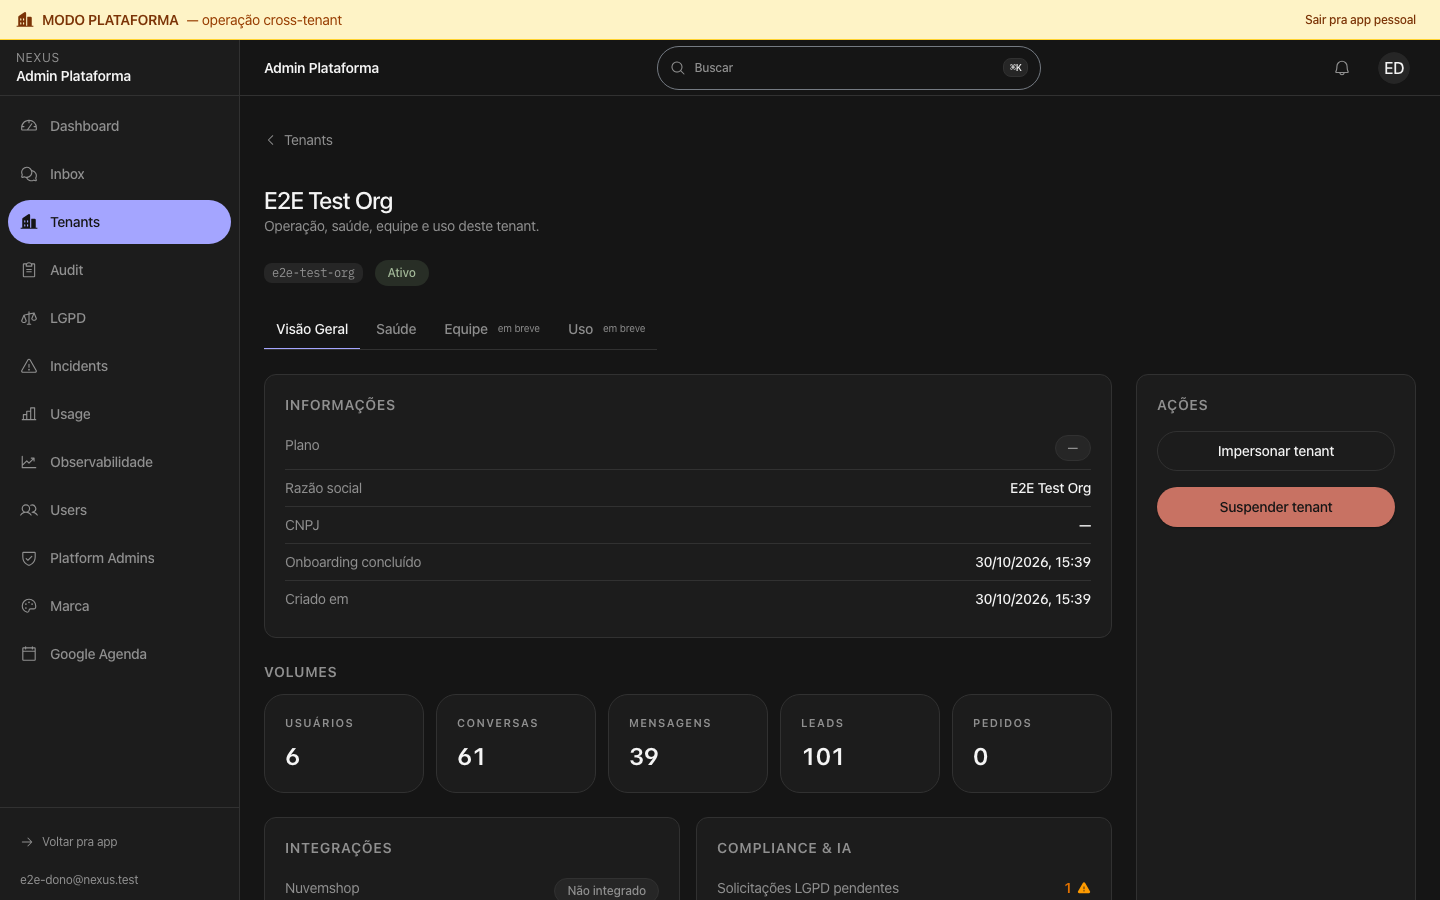 MODO PLATAFORMA — operação cross-tenant
Sair pra app pessoal
NEXUS
Admin Plataforma
Admin Plataforma
Buscar
⌘K
ED
Dashboard
Inbox
Tenants
Audit
LGPD
Incidents
Usage
Observabilidade
Users
Platform Admins
Marca
Google Agenda
Voltar pra app
e2e-dono@nexus.test
Tenants
E2E Test Org
Operação, saúde, equipe e uso deste tenant.
e2e-test-org
Ativo
Visão Geral
Saúde
Equipe em breve
Uso em breve
INFORMAÇÕES
Plano —
Razão social E2E Test Org
CNPJ —
Onboarding concluído 30/10/2026, 15:39
Criado em 30/10/2026, 15:39
AÇÕES
Impersonar tenant
Suspender tenant
VOLUMES
USUÁRIOS
6
CONVERSAS
61
MENSAGENS
39
LEADS
101
PEDIDOS
0
INTEGRAÇÕES
Nuvemshop Não integrado
COMPLIANCE & IA
Solicitações LGPD pendentes 1